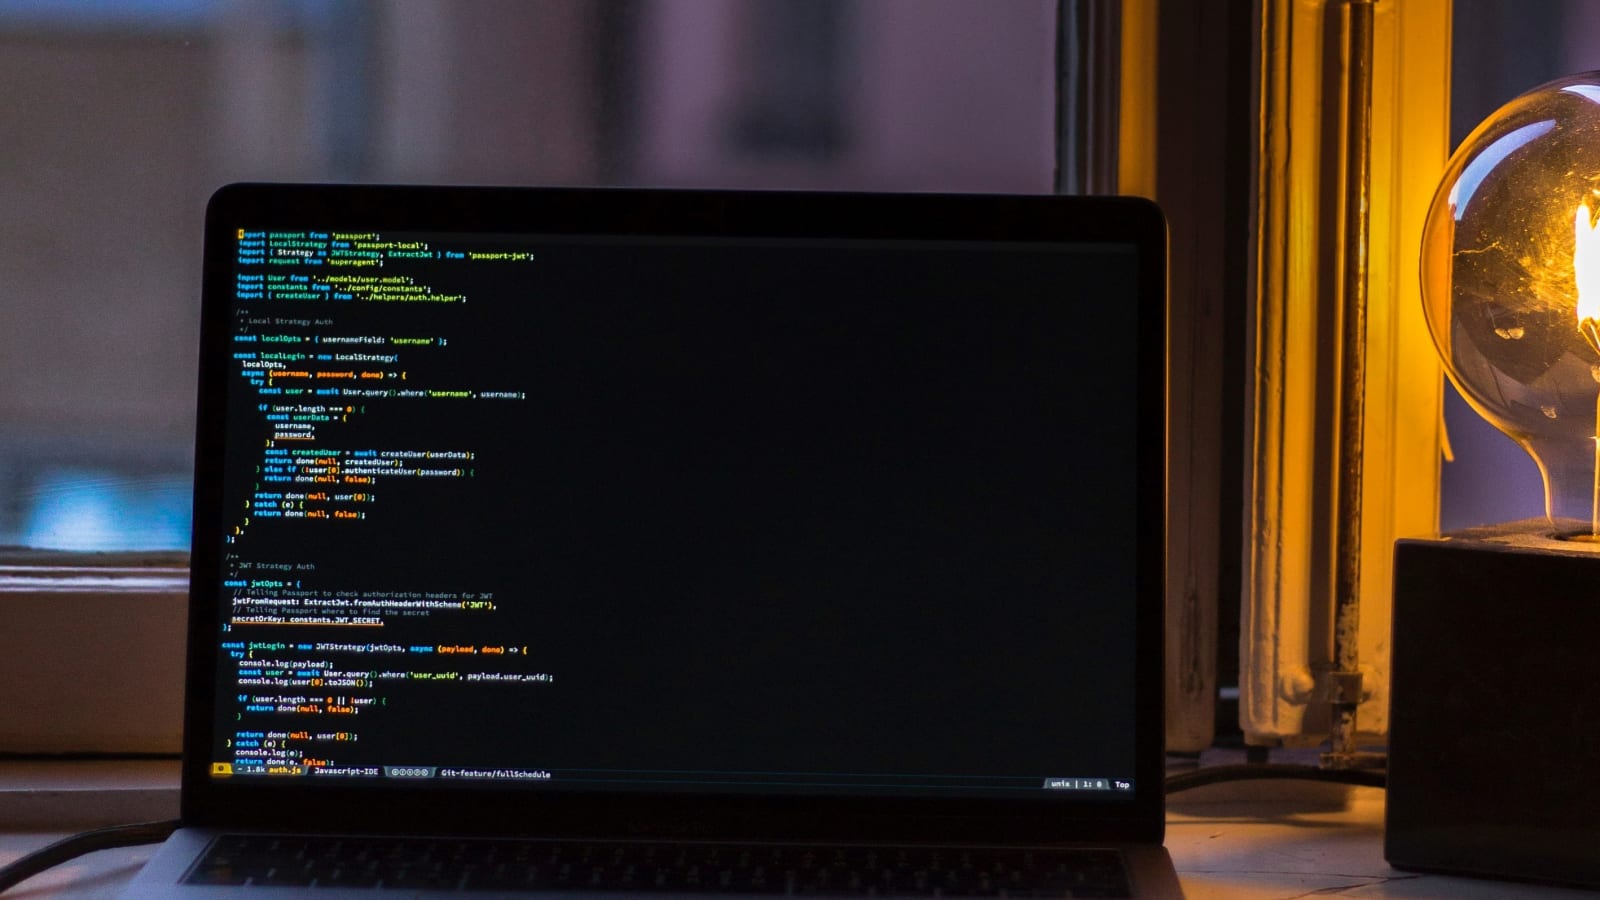 import passport from 'passport';
import LocalStrategy from 'passport-local';
import { Strategy as JWTStrategy, ExtractJwt } from 'passport-jwt';
import request from 'superagent';
import User from '../models/user.model';
import constants from '../config/constants';
import { createUser } from '../helpers/auth.helper';
/**
* Local Strategy Auth
*/
const localOpts = { usernameField: 'username' };
const localLogin = new LocalStrategy(
localOpts,
async (username, password, done) => {
try {
const user = await User.query().where('username', username);
if (user.length === 0) {
const userData = {
username,
password,
};
const createdUser = await createUser(userData);
return done(null, createdUser);
} else if (!user[0].authenticateUser(password)) {
return done(null, false);
}
return done(null, user[0]);
} catch (e) {
return done(null, false);
}
},
);
/**
* JWT Strategy Auth
*/
const jwtOpts = {
// Telling Passport to check authorization headers for JWT
jwtFromRequest: ExtractJwt.fromAuthHeaderWithScheme('JWT'),
// Telling Passport where to find the secret
secretOrKey: constants.JWT_SECRET,
};
const jwtLogin = new JWTStrategy(jwtOpts, async (payload, done) => {
try {
console.log(payload);
const user = await User.query().where('user_uuid', payload.user_uuid);
console.log(user[0].toJSON());
if (user.length === 0 || !user) {
return done(null, false);
}
return done(null, user[0]);
} catch (e) {
console.log(e);
return done(e, false);
- 1.8k auth.js Javascript-IDE Git-feature/fullSchedule unix | 1: 0 Top